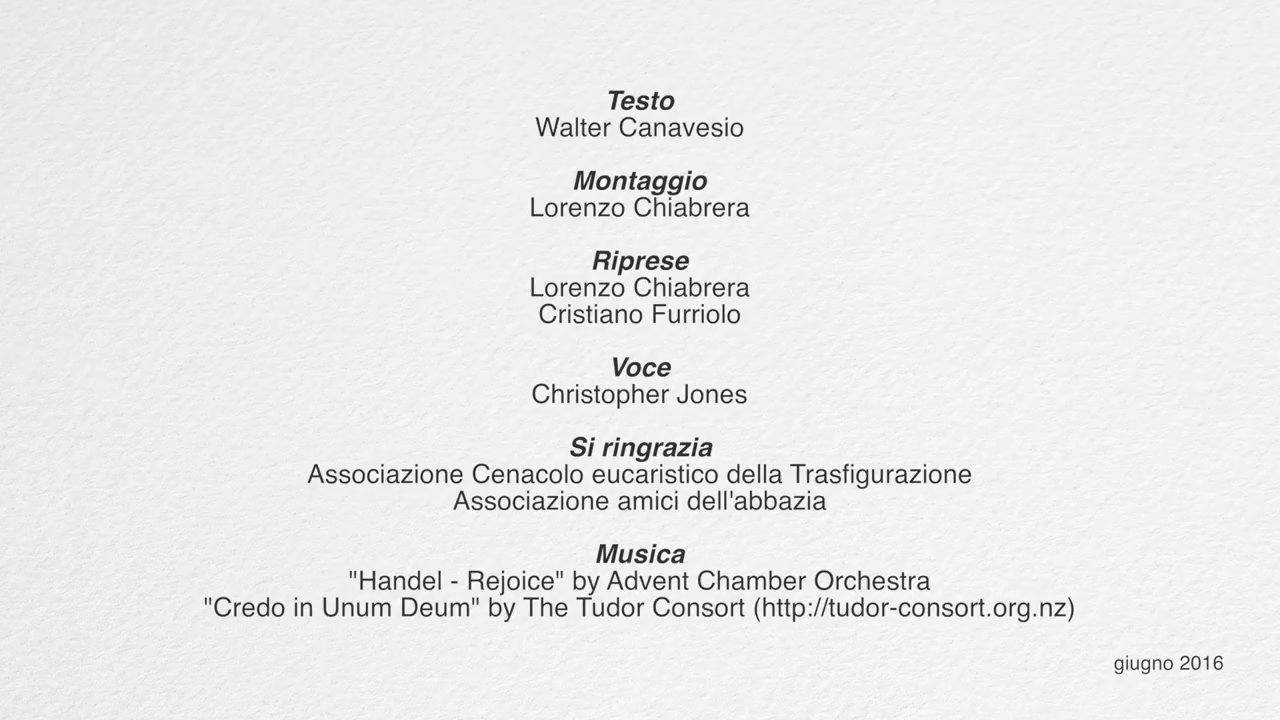 Testo
Walter Canavesio
Montaggio
Lorenzo Chiabrera
Riprese
Lorenzo Chiabrera
Cristiano Furriolo
Voce
Christopher Jones
Si ringrazia
Associazione Cenacolo eucaristico della Trasfigurazione
Associazione amici dell'abbazia
Musica
"Handel - Rejoice" by Advent Chamber Orchestra
"Credo in Unum Deum" by The Tudor Consort (http://tudor-consort.org.nz)
giugno 2016